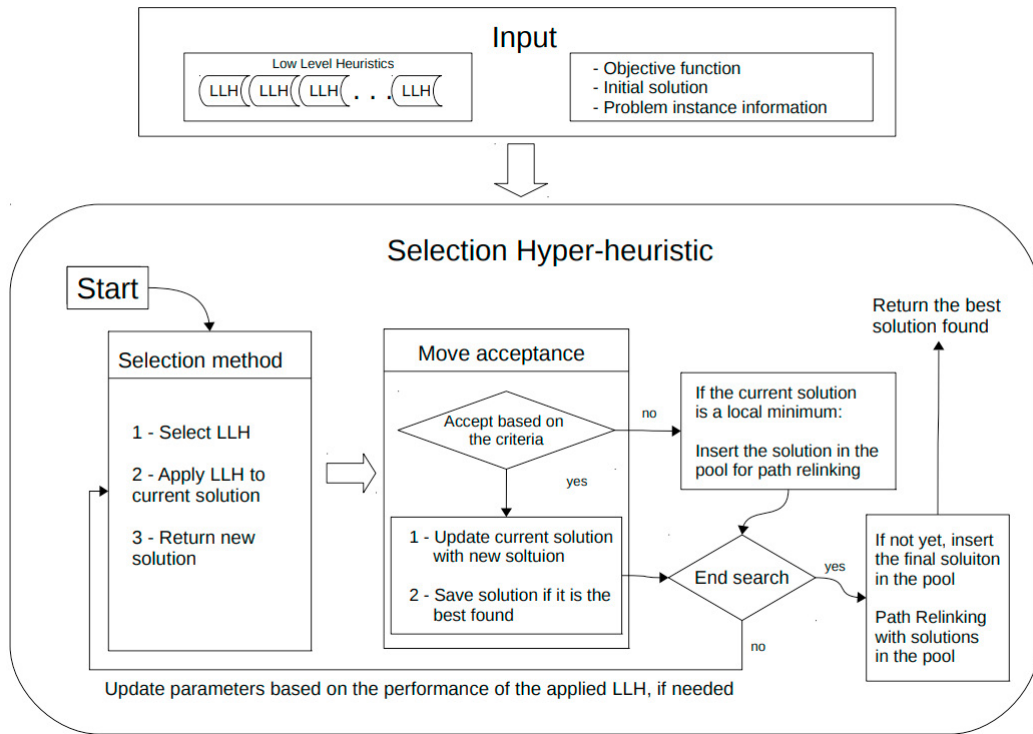 Input
Low Level Heuristics
LLH LLH LLH . . . LLH
- Objective function
- Initial solution
- Problem instance information
Selection Hyper-heuristic
Start
Selection method
1 - Select LLH
2 - Apply LLH to
current solution
3 - Return new
solution
Move acceptance
Accept based on
the criteria
no
yes
1 - Update current solution
with new soltuion
2 - Save solution if it is the
best found
If the current solution
is a local minimum:
Insert the solution in the
pool for path relinking
End search
yes
no
If not yet, insert
the final soluiton
in the pool
Path Relinking
with solutions
in the pool
Return the best
solution found
Update parameters based on the performance of the applied LLH, if needed